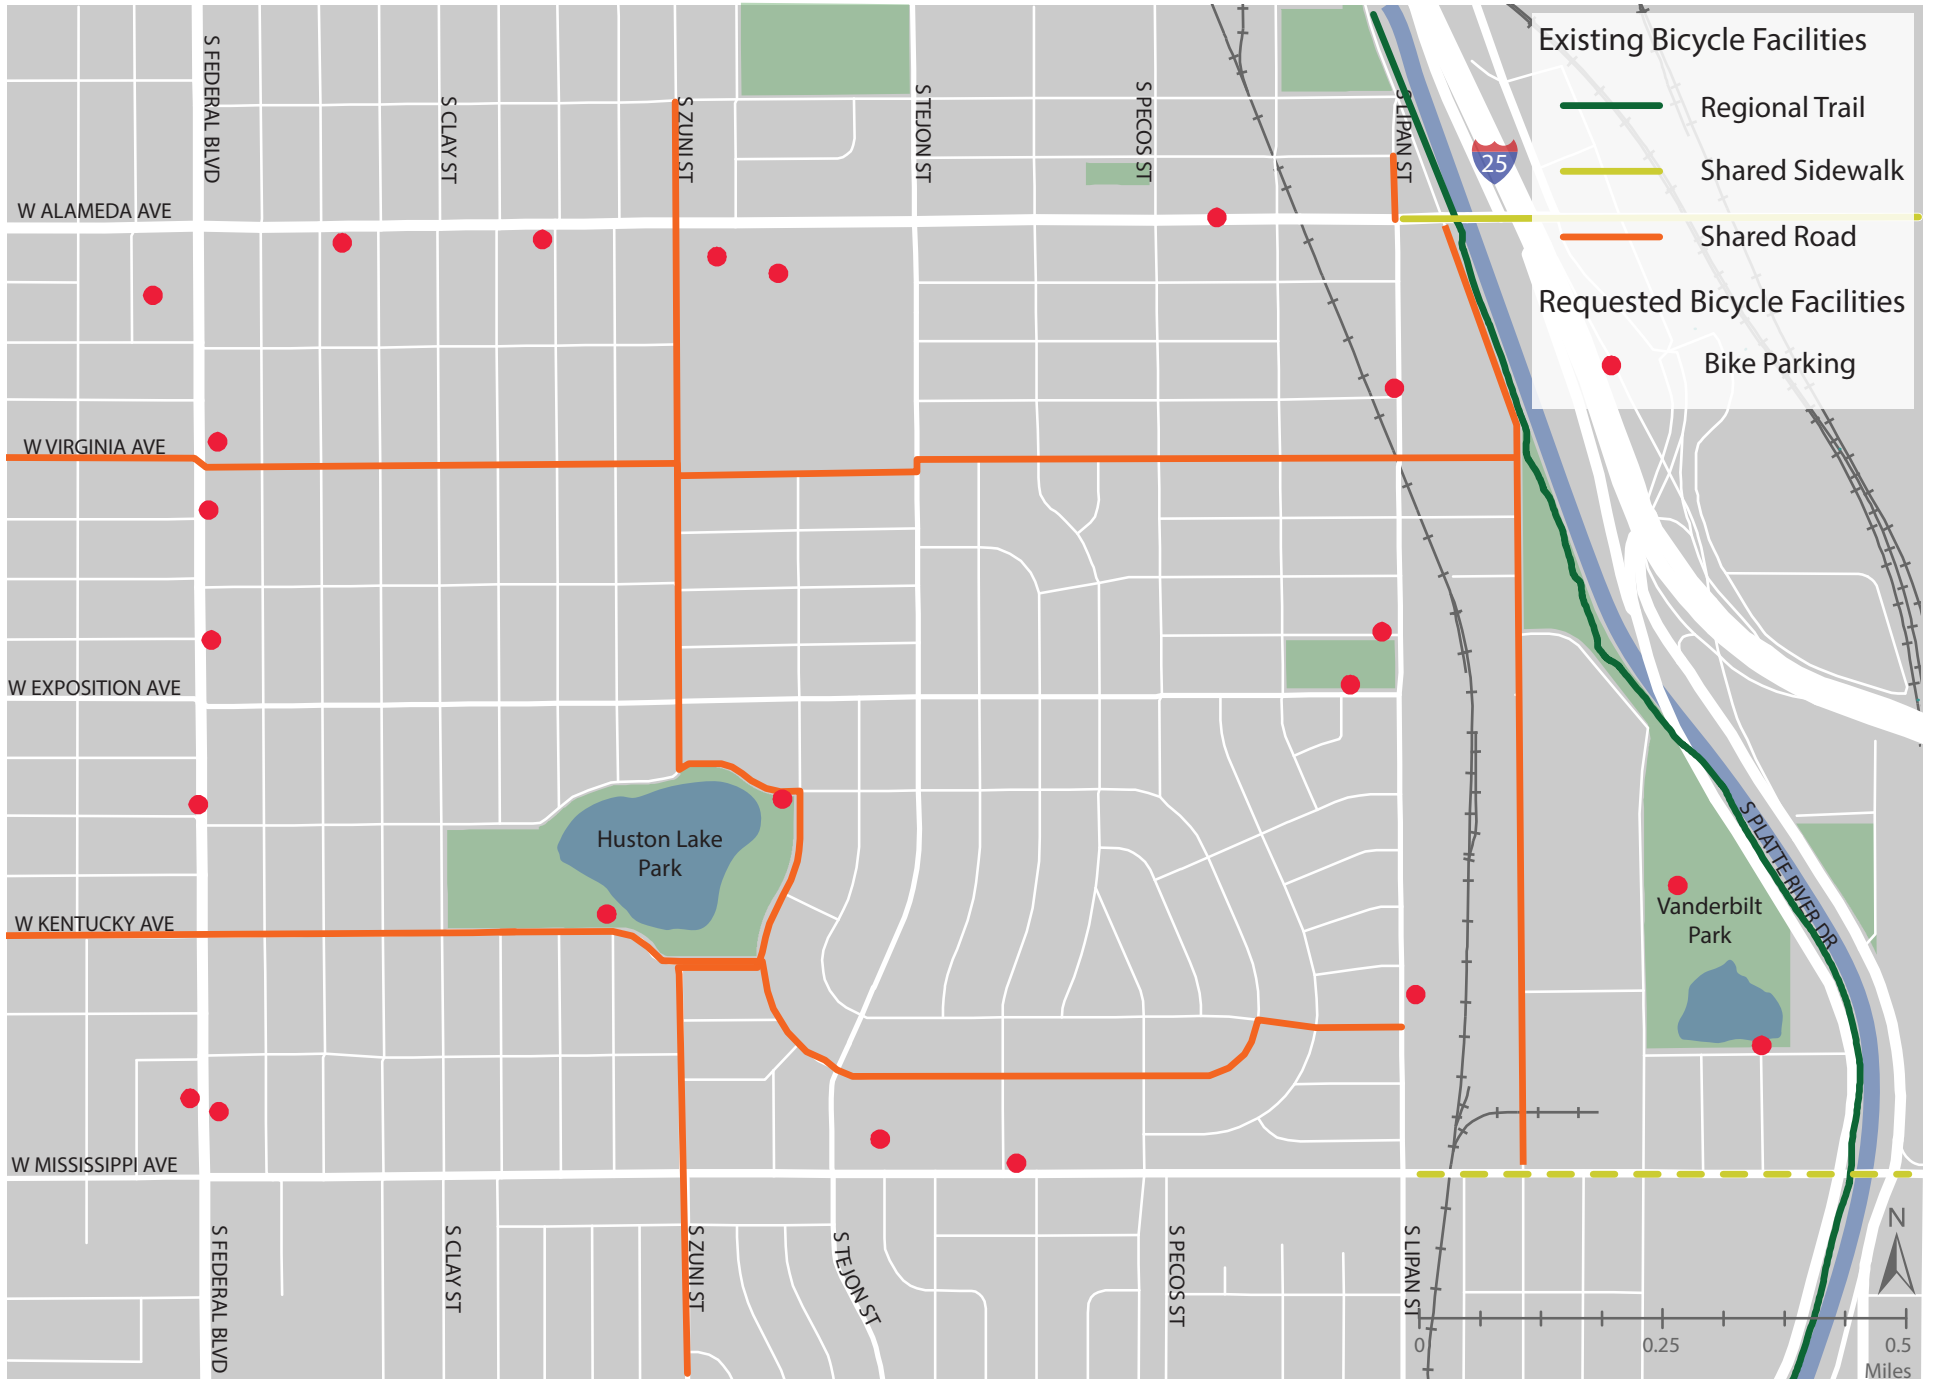 Existing Bicycle Facilities
Regional Trail
Shared Sidewalk
Shared Road
Requested Bicycle Facilities
Bike Parking
25
S FEDERAL BLVD
S CLAY ST
S ZUNI ST
S TEJON ST
S PECOS ST
S LIPAN ST
W ALAMEDA AVE
W VIRGINIA AVE
W EXPOSITION AVE
Huston Lake
Park
S PLATTE RIVER DR
Vanderbilt
Park
W KENTUCKY AVE
W MISSISSIPPI AVE
S FEDERAL BLVD
S CLAY ST
S ZUNI ST
S TEJON ST
S PECOS ST
S LIPAN ST
N
0
0.25
0.5
Miles